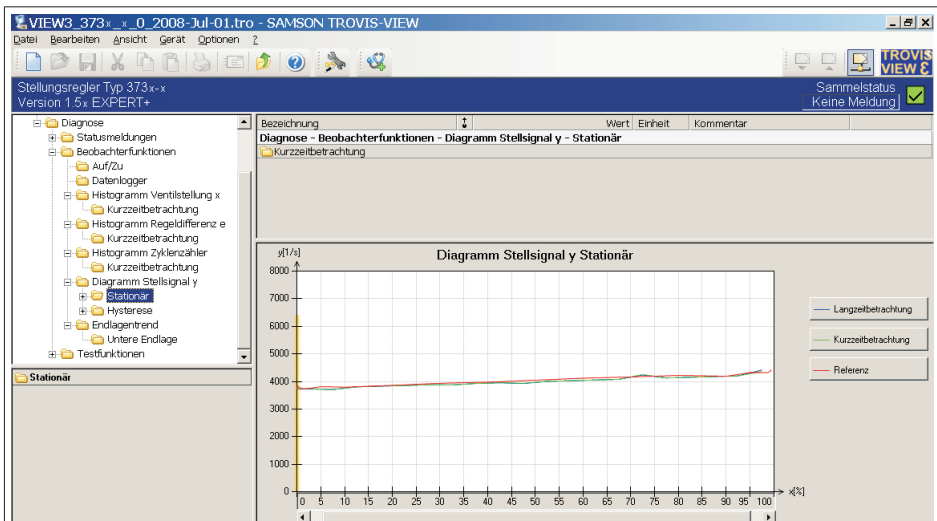 VIEW3_373x_x_0_2008-Jul-01.tro - SAMSON TROVIS-VIEW
Datei Bearbeiten Ansicht Gerät Optionen ?
TROVIS
VIEW 3
Stellungsregler Typ 373x-x
Version 1.5x EXPERT+
Sammelstatus
Keine Meldung
Diagnose
Statusmeldungen
Beobachterfunktionen
Auf/Zu
Datenlogger
Histogramm Ventilstellung x
Kurzzeitbetrachtung
Histogramm Regeldifferenz e
Kurzzeitbetrachtung
Histogramm Zyklenzähler
Kurzzeitbetrachtung
Diagramm Stellsignal y
Stationär
Hysterese
Endlagentrend
Untere Endlage
Testfunktionen
Stationär
Bezeichnung Wert Einheit Kommentar
Diagnose - Beobachterfunktionen - Diagramm Stellsignal y - Stationär
Kurzzeitbetrachtung
Diagramm Stellsignal y Stationär
y[1/s]
8000
7000
6000
5000
4000
3000
2000
1000
0
0 5 10 15 20 25 30 35 40 45 50 55 60 65 70 75 80 85 90 95 100
x[%]
Langzeitbetrachtung
Kurzzeitbetrachtung
Referenz